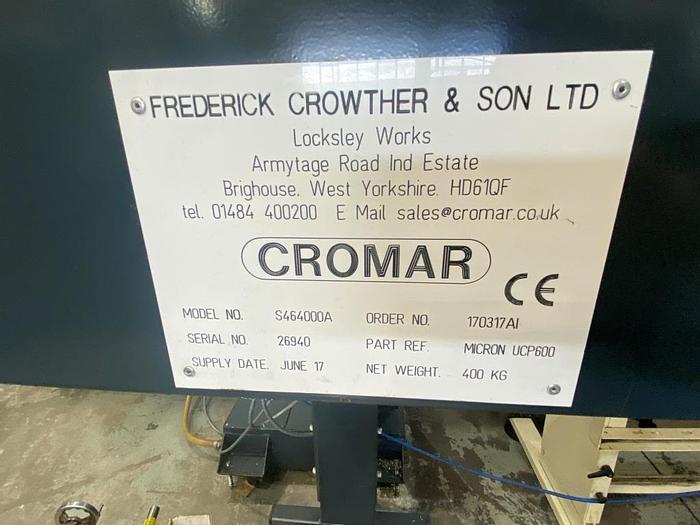 FREDERICK CROWTHER & SON LTD
Locksley Works
Armytage Road Ind Estate
Brighouse. West Yorkshire. HD61QF
tel. 01484 400200 E Mail sales@cromar.co.uk
CROMAR
CE
MODEL NO. S464000A ORDER NO. 170317AI
SERIAL NO. 26940 PART REF. MICRON UCP600
SUPPLY DATE. JUNE 17 NET WEIGHT. 400 KG